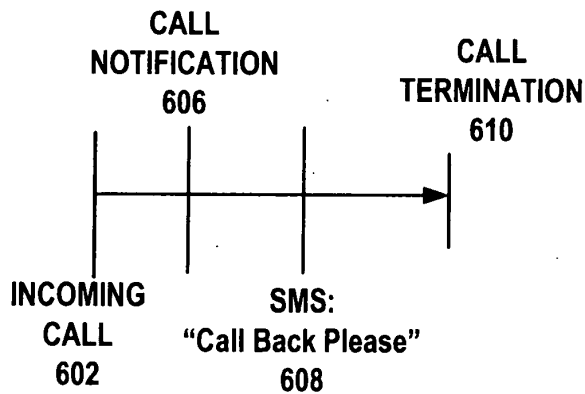 CALL
NOTIFICATION
606
CALL
TERMINATION
610
INCOMING
CALL
602
SMS:
“Call Back Please”
608